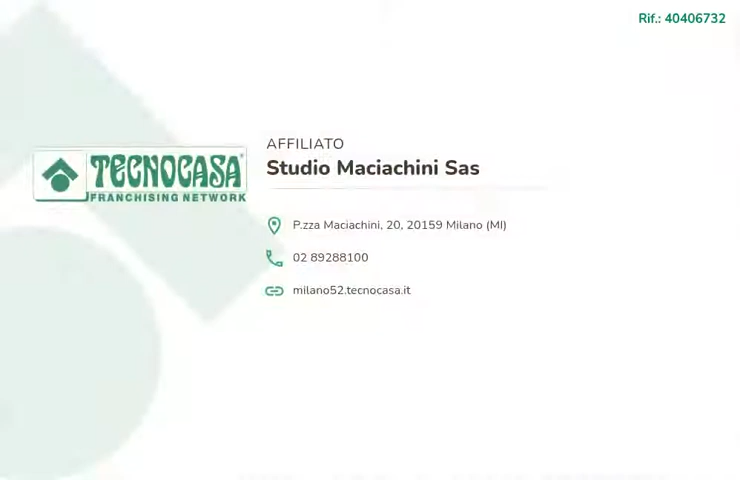 Rif.: 40406732
AFFILIATO
Studio Maciachini Sas
TECNOCASA
FRANCHISING NETWORK
P.zza Maciachini, 20, 20159 Milano (MI)
02 89288100
milano52.tecnocasa.it